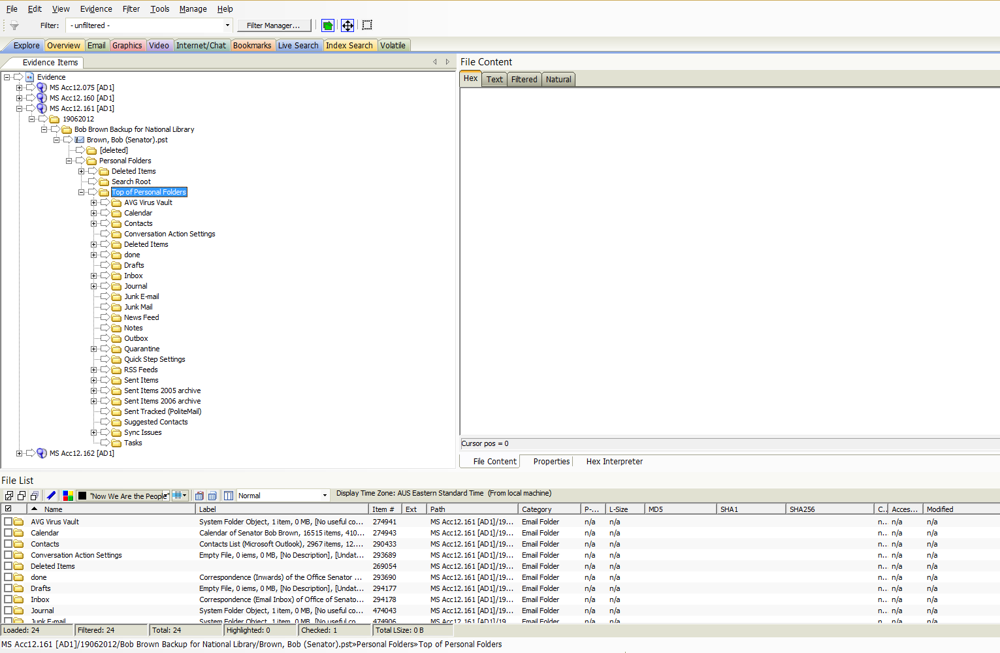 File Edit View Evidence Filter Tools Manage Help
Filter: - unfiltered - Filter Manager...
Explore Overview Email Graphics Video Internet/Chat Bookmarks Live Search Index Search Volatile
Evidence Items
Evidence
MS Acc12.075 [AD1]
MS Acc12.160 [AD1]
MS Acc12.161 [AD1]
19062012
Bob Brown Backup for National Library
Brown, Bob (Senator).pst
[deleted]
Personal Folders
Deleted Items
Search Root
Top of Personal Folders
AVG Virus Vault
Calendar
Contacts
Conversation Action Settings
Deleted Items
done
Drafts
Inbox
Journal
Junk E-mail
Junk Mail
News Feed
Notes
Outbox
Quarantine
Quick Step Settings
RSS Feeds
Sent Items
Sent Items 2005 archive
Sent Items 2006 archive
Sent Tracked (PoliteMail)
Suggested Contacts
Sync Issues
Tasks
MS Acc12.162 [AD1]
File Content
Hex Text Filtered Natural
Cursor pos = 0
File Content Properties Hex Interpreter
File List
"Now We Are the People" Normal Display Time Zone: AUS Eastern Standard Time (From local machine)
Name Label Item # Ext Path Category P-... L-Size MD5 SHA1 SHA256 C... Acces... Modified
AVG Virus Vault System Folder Object, 1 item, 0 MB, [No useful co... 274941 MS Acc12.161 [AD1]/19... Email Folder n/a n/a n... n/a n/a
Calendar Calendar of Senator Bob Brown, 16515 items, 410... 274943 MS Acc12.161 [AD1]/19... Email Folder n/a n/a n... n/a n/a
Contacts Contacts List (Microsoft Outlook), 2967 items, 12.... 290433 MS Acc12.161 [AD1]/19... Email Folder n/a n/a n... n/a n/a
Conversation Action Settings Empty File, 0 iems, 0 MB, [No Description], [Undat... 293689 MS Acc12.161 [AD1]/19... Email Folder n/a n/a n... n/a n/a
Deleted Items 269054 MS Acc12.161 [AD1]/19... Email Folder n/a n/a n... n/a n/a
done Correspondence (Inwards) of the Office Senator ... 293690 MS Acc12.161 [AD1]/19... Email Folder n/a n/a n... n/a n/a
Drafts Empty File, 0 iems, 0 MB, [No Description], [Undat... 294177 MS Acc12.161 [AD1]/19... Email Folder n/a n/a n... n/a n/a
Inbox Correspondence (Email Inbox) of Office of Senato... 294178 MS Acc12.161 [AD1]/19... Email Folder n/a n/a n... n/a n/a
Journal System Folder Object, 1 item, 0 MB, [No useful co... 474043 MS Acc12.161 [AD1]/19... Email Folder n/a n/a n... n/a n/a
Junk E-mail System Folder Object, 1 item, 0 MB, [No useful co... 474906 MS Acc12.161 [AD1]/19... Email Folder n/a n/a n... n/a n/a
Loaded: 24 Filtered: 24 Total: 24 Highlighted: 0 Checked: 1 Total LSize: 0 B
MS Acc12.161 [AD1]/19062012/Bob Brown Backup for National Library/Brown, Bob (Senator).pst»Personal Folders»Top of Personal Folders